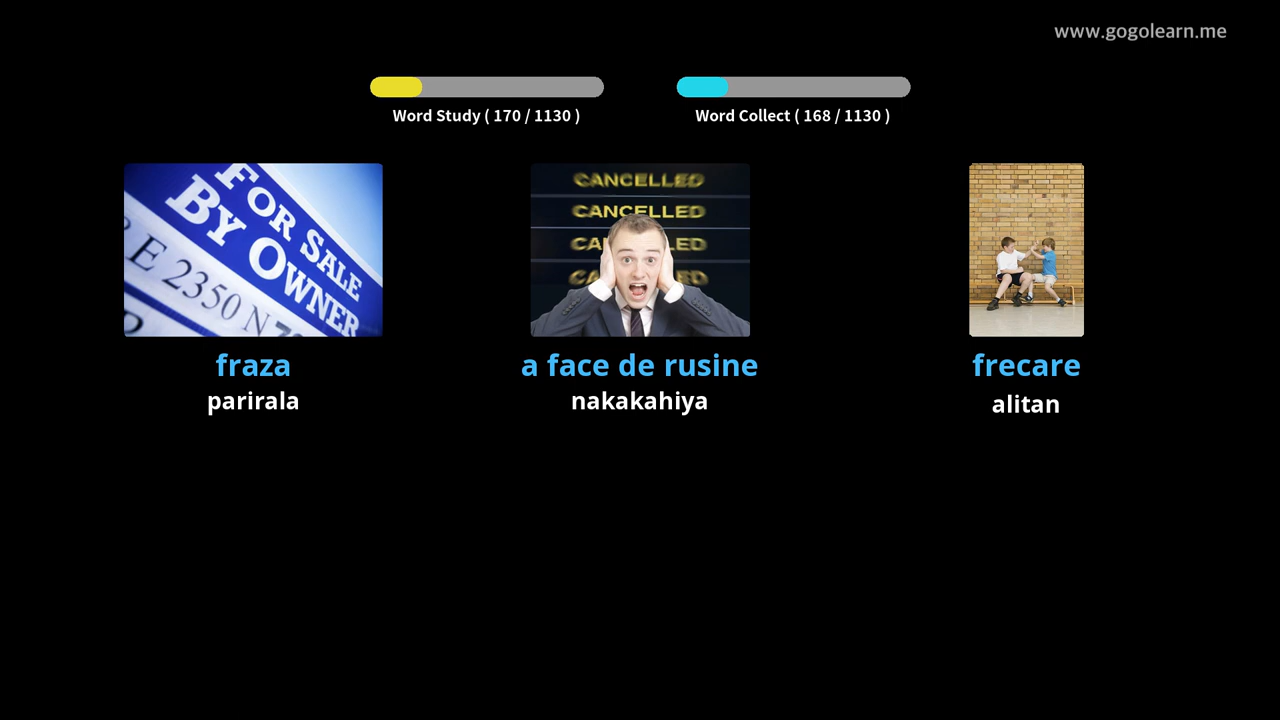 www.gogolearn.me
Word Study ( 170 / 1130 )
Word Collect ( 168 / 1130 )
FOR SALE
BY OWNER
E 2350 N
CANCELLED
CANCELLED
fraza
parirala
a face de rusine
nakakahiya
frecare
alitan